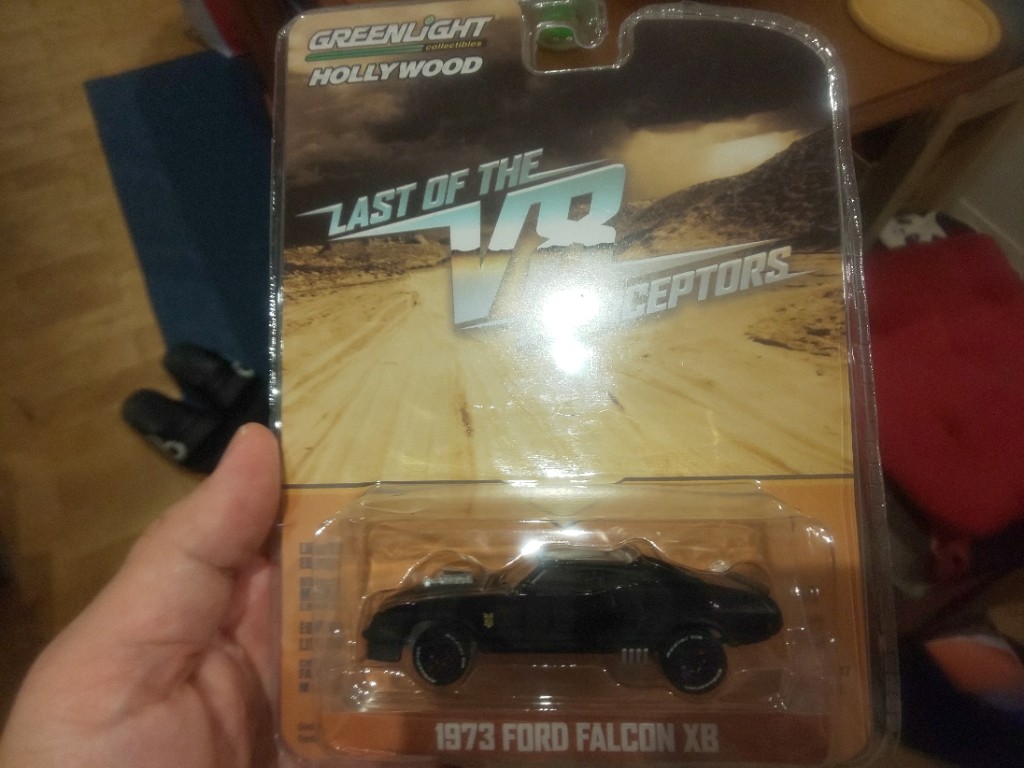 GREENLIGHT
collectibles
HOLLYWOOD
LAST OF THE
V8
CEPTORS
1973 FORD FALCON XB